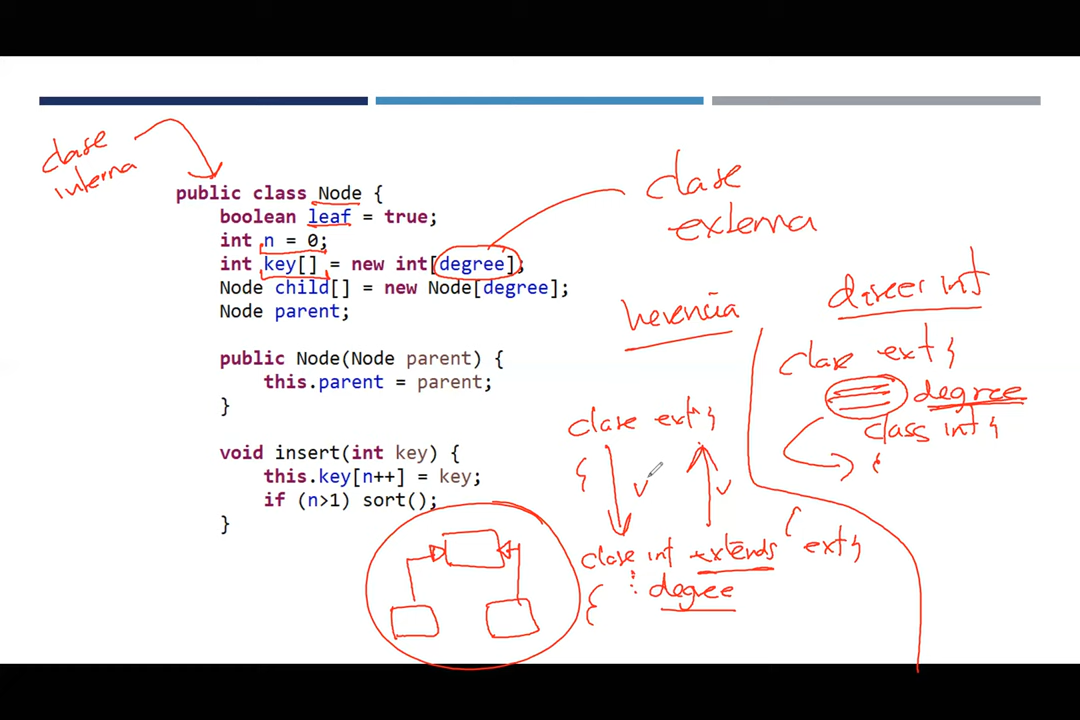 clase
interna
public class Node {
boolean leaf = true;
int n = 0;
int key[] = new int[degree];
Node child[] = new Node[degree];
Node parent;
public Node(Node parent) {
this.parent = parent;
}
void insert(int key) {
this.key[n++] = key;
if (n>1) sort();
}
clase
externa
herencia
clase ext {
{
v
v
clase int extends ext {
: degree
{
clase ext {
degree
class int {
}